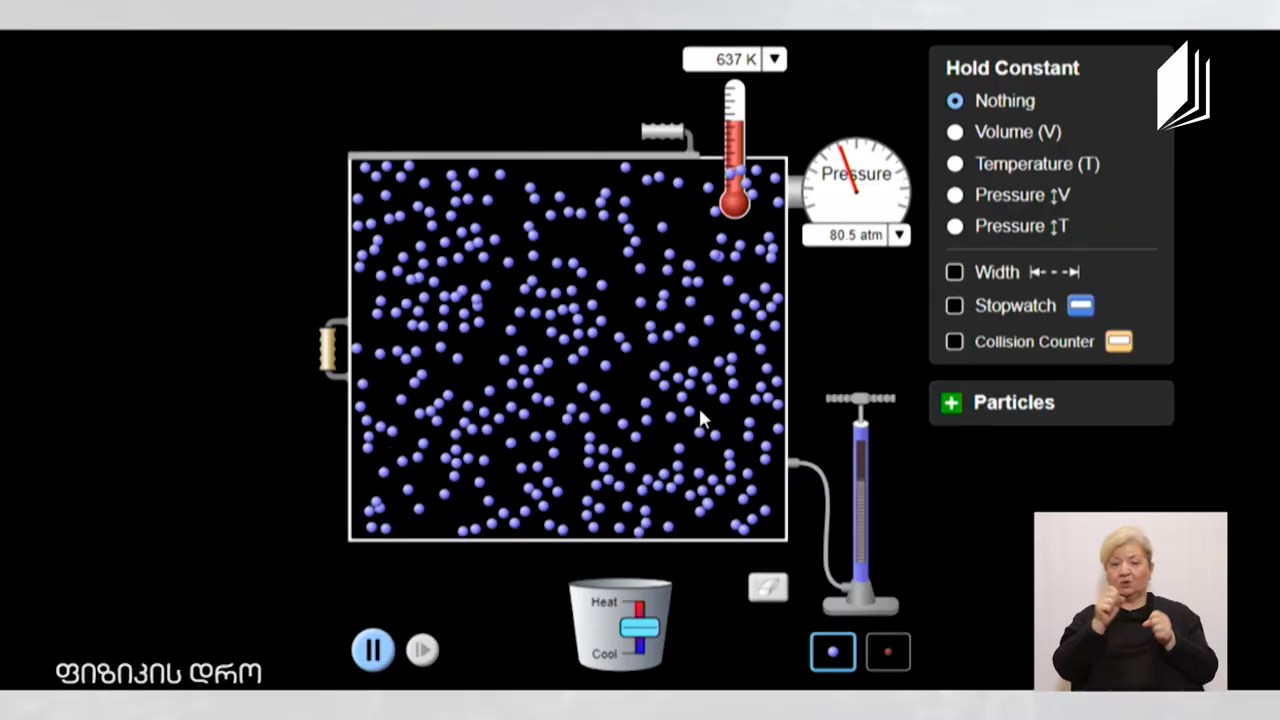 637 K
Pressure
80.5 atm
Hold Constant
Nothing
Volume (V)
Temperature (T)
Pressure ↕V
Pressure ↕T
Width
Stopwatch
Collision Counter
Particles
Heat
Cool
ფიზიკის დრო